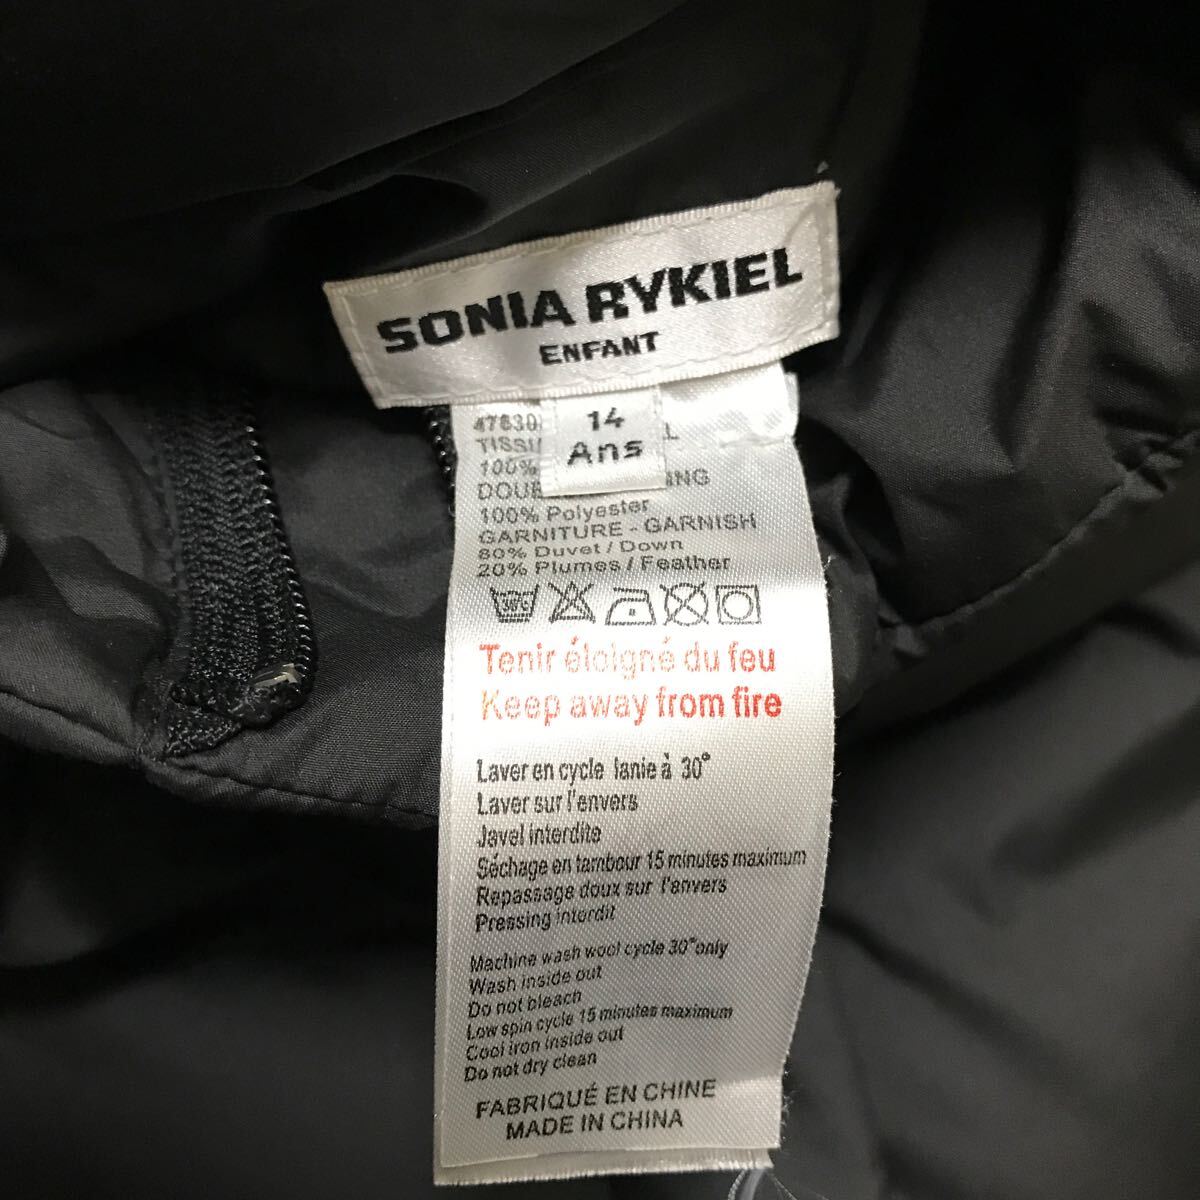 SONIA RYKIEL
ENFANT
14
Ans
100%
100% Polyester
GARNITURE - GARNISH
80% Duvet / Down
20% Plumes / Feather
30°C
Tenir éloigné du feu
Keep away from fire
Laver en cycle lanie à 30°
Laver sur l'envers
Javel interdite
Séchage en tambour 15 minutes maximum
Repassage doux sur l'envers
Pressing interdit
Machine wash wool cycle 30° only
Wash inside out
Do not bleach
Low spin cycle 15 minutes maximum
Cool iron inside out
Do not dry clean
FABRIQUÉ EN CHINE
MADE IN CHINA